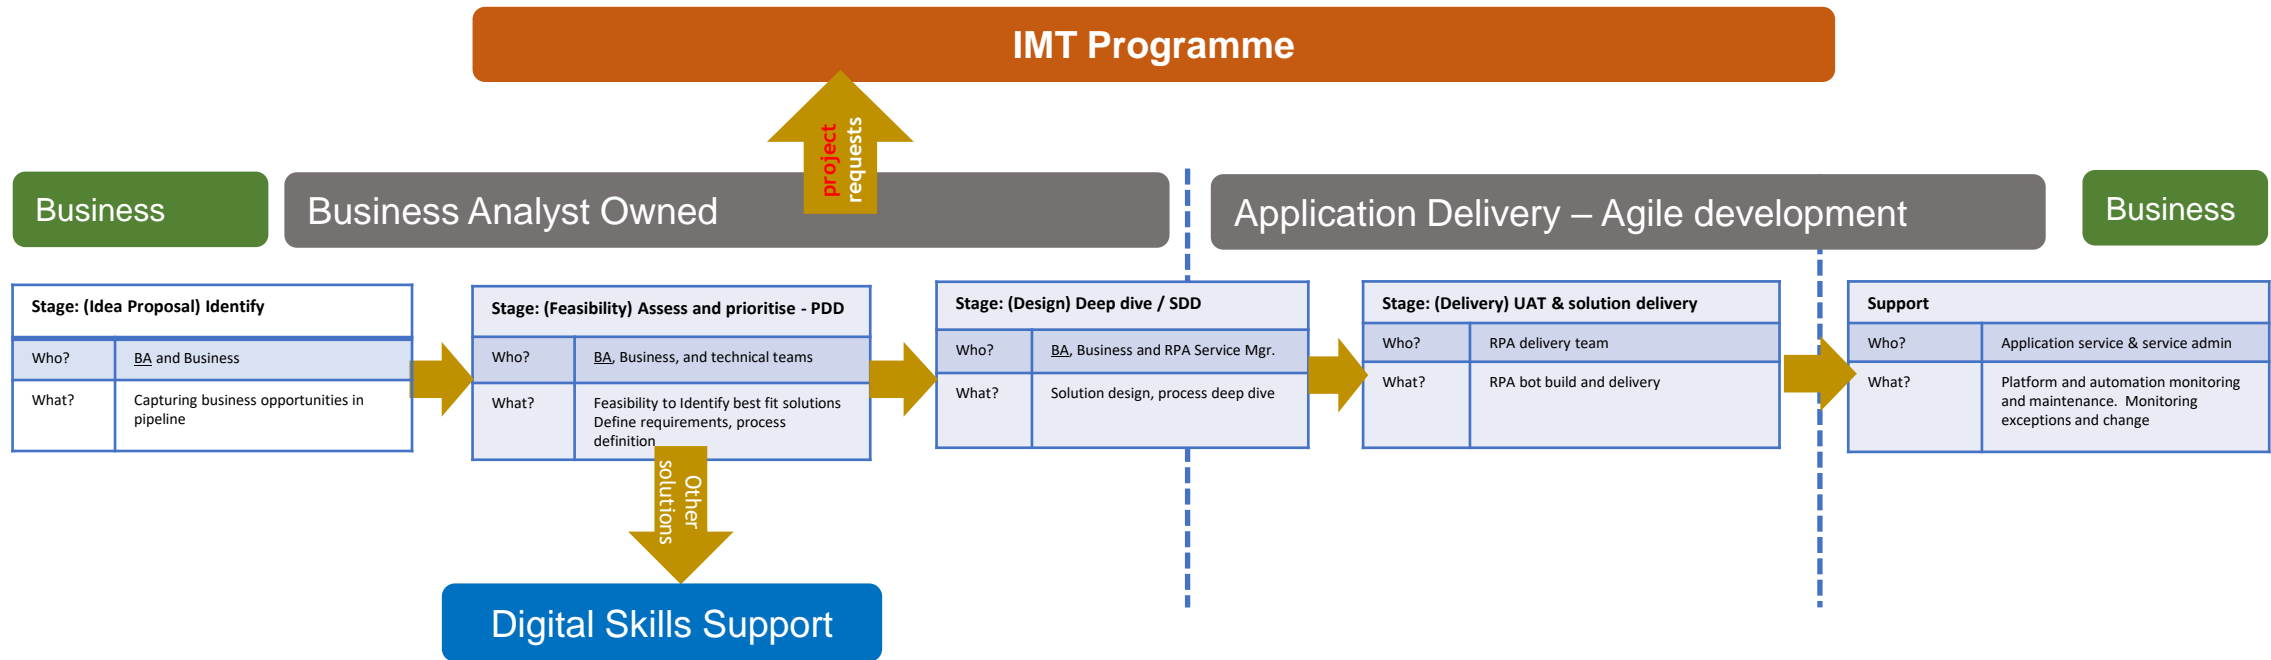 IMT Programme
project
requests
Business
Business Analyst Owned
Application Delivery – Agile development
Business
Stage: (Idea Proposal) Identify
Who?
BA and Business
What?
Capturing business opportunities in
pipeline
Stage: (Feasibility) Assess and prioritise - PDD
Who?
BA, Business, and technical teams
What?
Feasibility to Identify best fit solutions
Define requirements, process
definition
Stage: (Design) Deep dive / SDD
Who?
BA, Business and RPA Service Mgr.
What?
Solution design, process deep dive
Stage: (Delivery) UAT & solution delivery
Who?
RPA delivery team
What?
RPA bot build and delivery
Support
Who?
Application service & service admin
What?
Platform and automation monitoring
and maintenance. Monitoring
exceptions and change
Other
solutions
Digital Skills Support